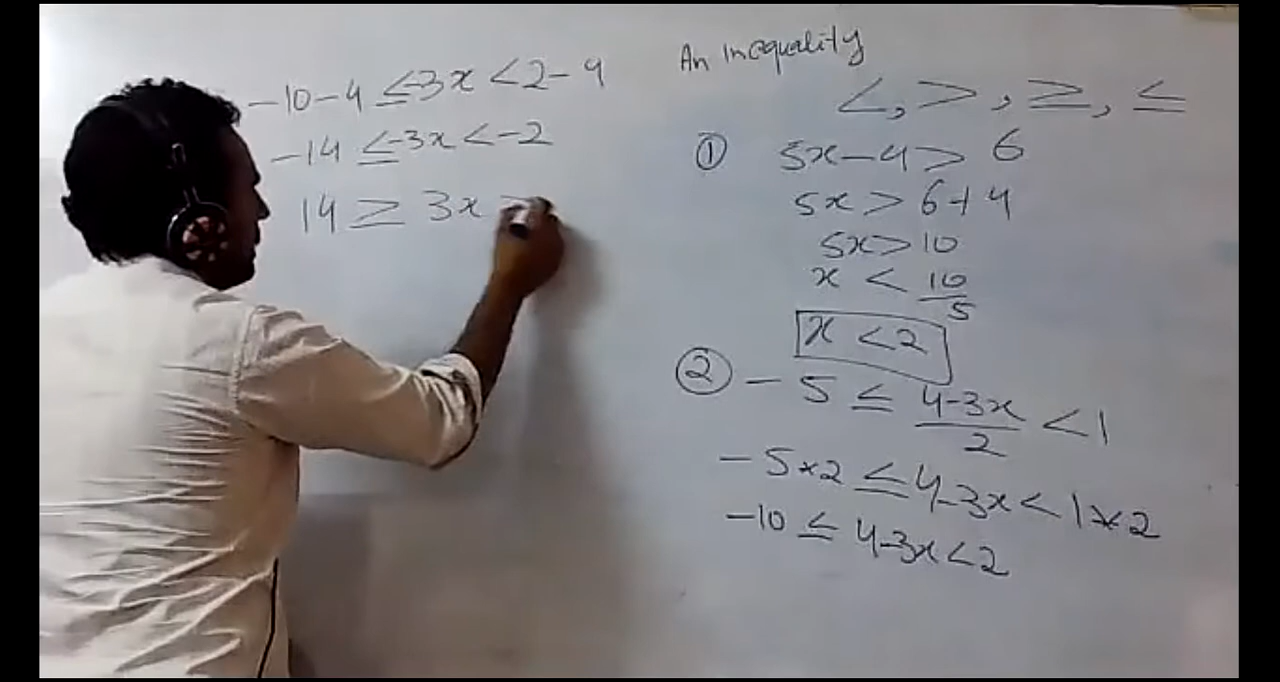 -10-4 ≤ -3x < 2-4
-14 ≤ -3x < -2
14 ≥ 3x >
An Inequality
<, >, ≥, ≤
① 5x-4 > 6
5x > 6+4
5x > 10
x < 10/5
x < 2
② -5 ≤ (4-3x)/2 < 1
-5*2 ≤ 4-3x < 1*2
-10 ≤ 4-3x < 2